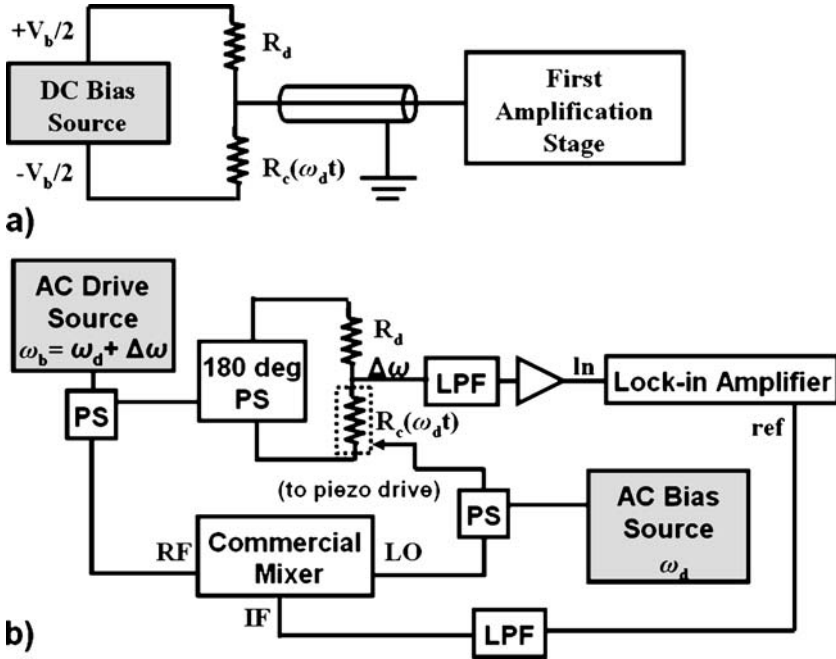 +V_b/2
R_d
DC Bias
Source
First
Amplification
Stage
-V_b/2
R_c(ω_dt)
a)
AC Drive
Source
ω_b= ω_d+ Δω
R_d
180 deg
PS
Δω
LPF
In
Lock-in Amplifier
PS
R_c(ω_dt)
ref
(to piezo drive)
PS
AC Bias
Source
ω_d
RF
Commercial
Mixer
LO
IF
LPF
b)